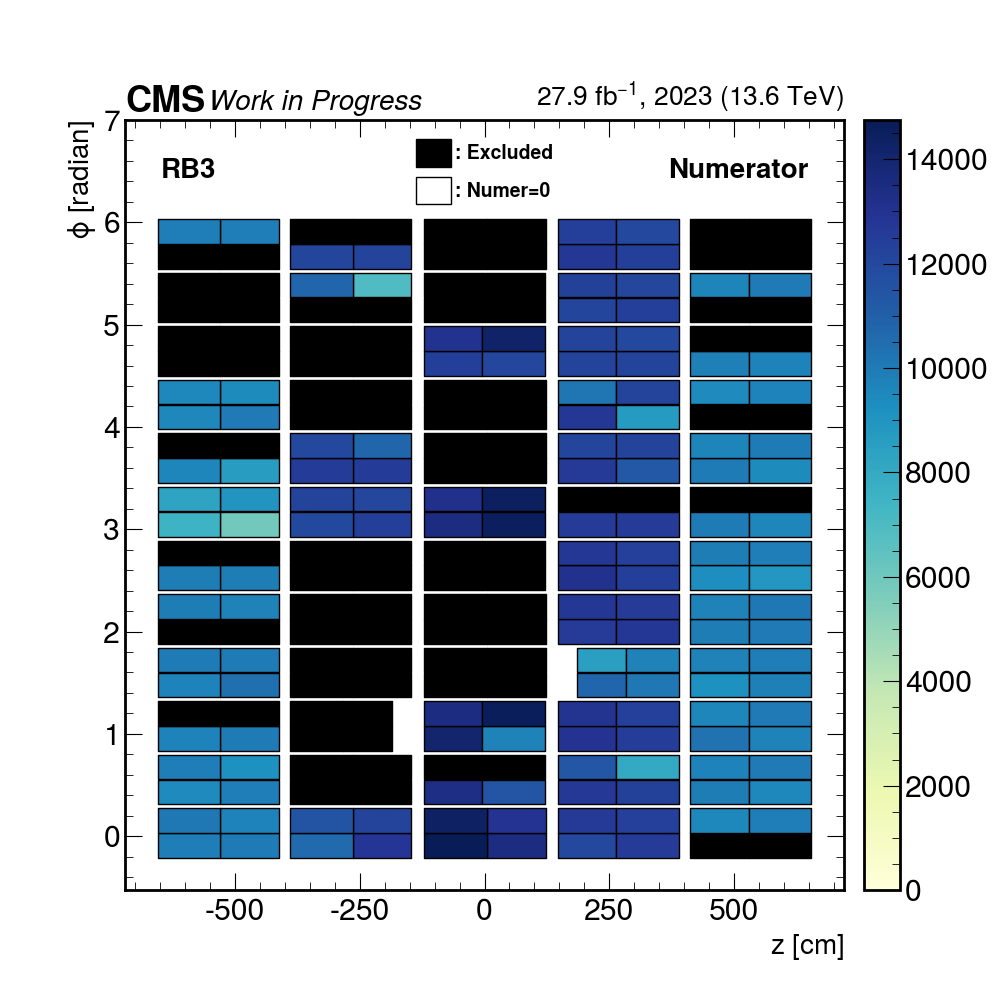 CMS Work in Progress 27.9 fb⁻¹, 2023 (13.6 TeV)
RB3 : Excluded Numerator
: Numer=0
ϕ [radian]
7
6
5
4
3
2
1
0
-500 -250 0 250 500
z [cm]
14000
12000
10000
8000
6000
4000
2000
0